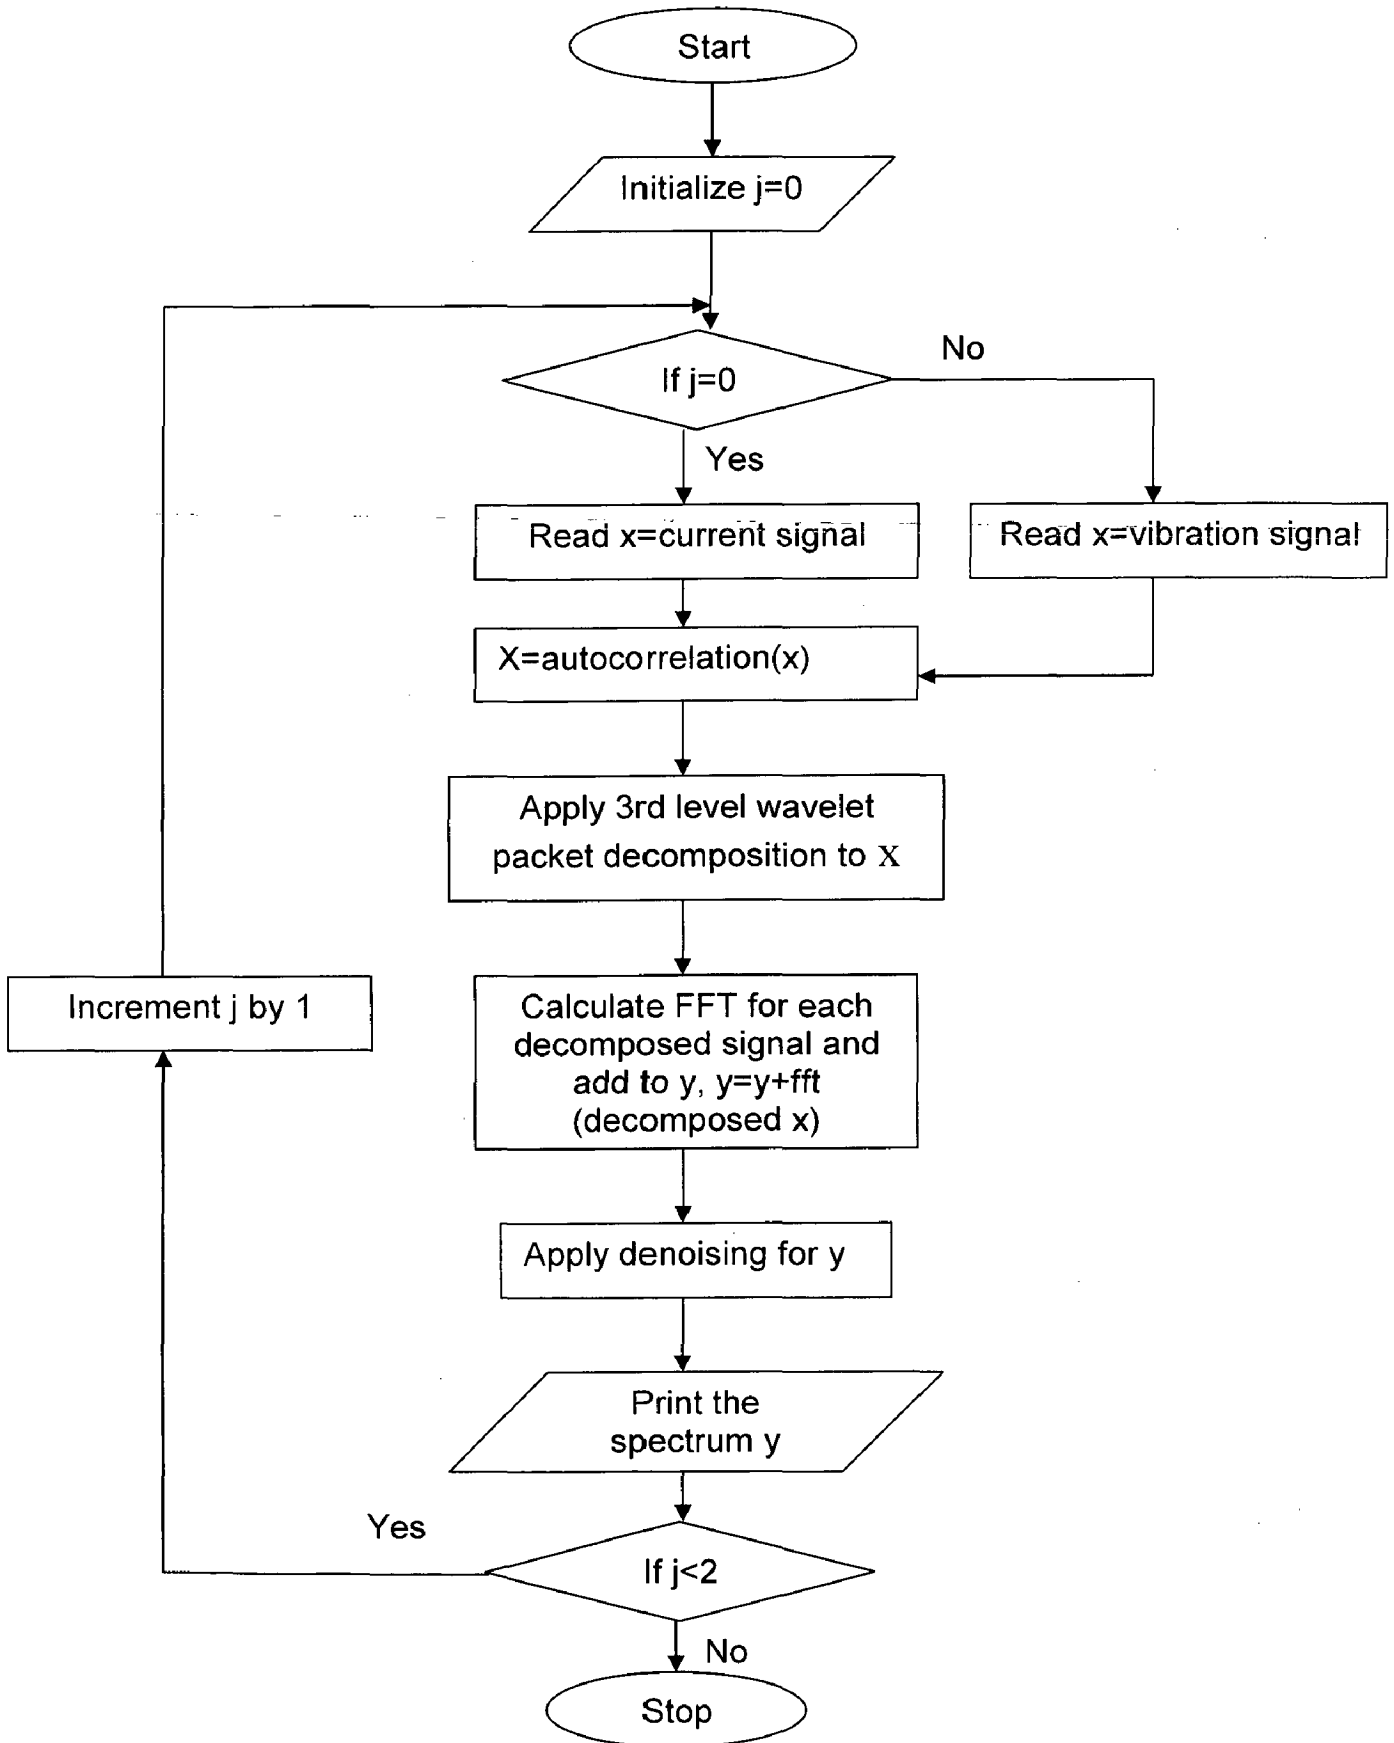 Start
Initialize j=0
If j=0
No
Yes
Read x=current signal
Read x=vibration signal
X=autocorrelation(x)
Apply 3rd level wavelet
packet decomposition to X
Increment j by 1
Calculate FFT for each
decomposed signal and
add to y, y=y+fft
(decomposed x)
Apply denoising for y
Print the
spectrum y
Yes
If j<2
No
Stop